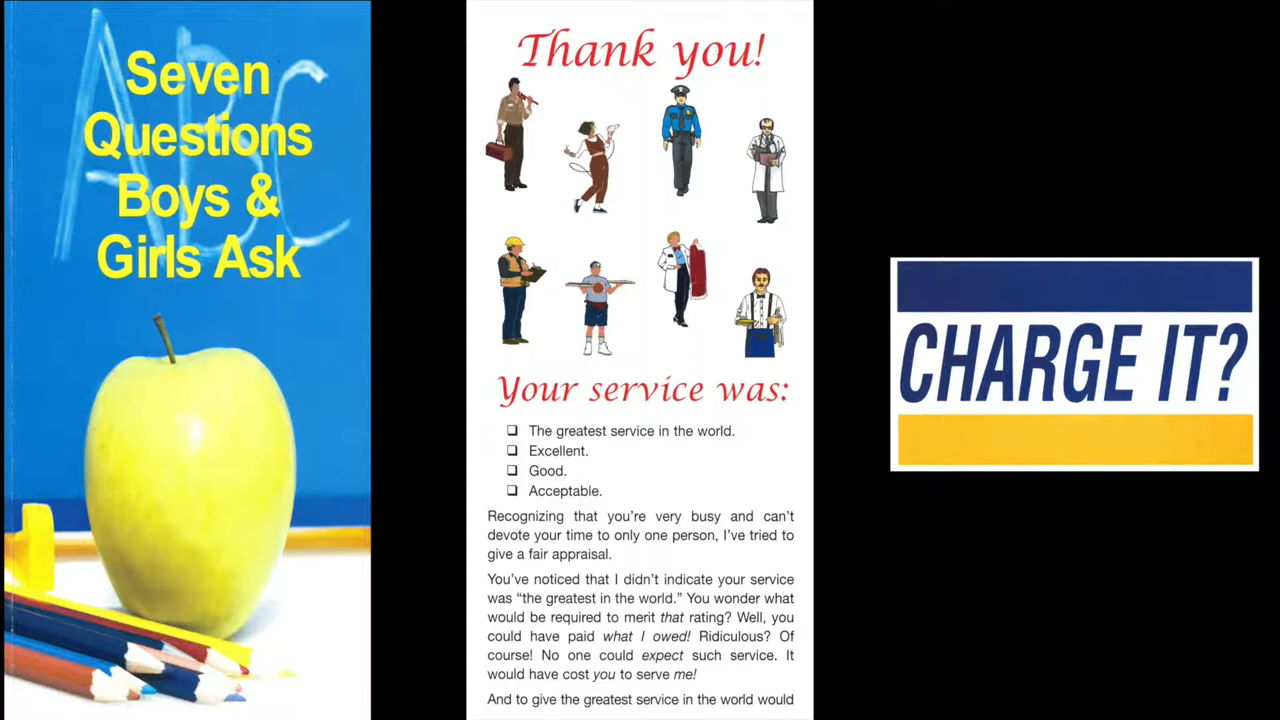 ABC
Seven
Questions
Boys &
Girls Ask
Thank you!
Your service was:
❑ The greatest service in the world.
❑ Excellent.
❑ Good.
❑ Acceptable.
Recognizing that you're very busy and can't
devote your time to only one person, I've tried to
give a fair appraisal.
You've noticed that I didn't indicate your service
was “the greatest in the world.” You wonder what
would be required to merit that rating? Well, you
could have paid what I owed! Ridiculous? Of
course! No one could expect such service. It
would have cost you to serve me!
And to give the greatest service in the world would
CHARGE IT?